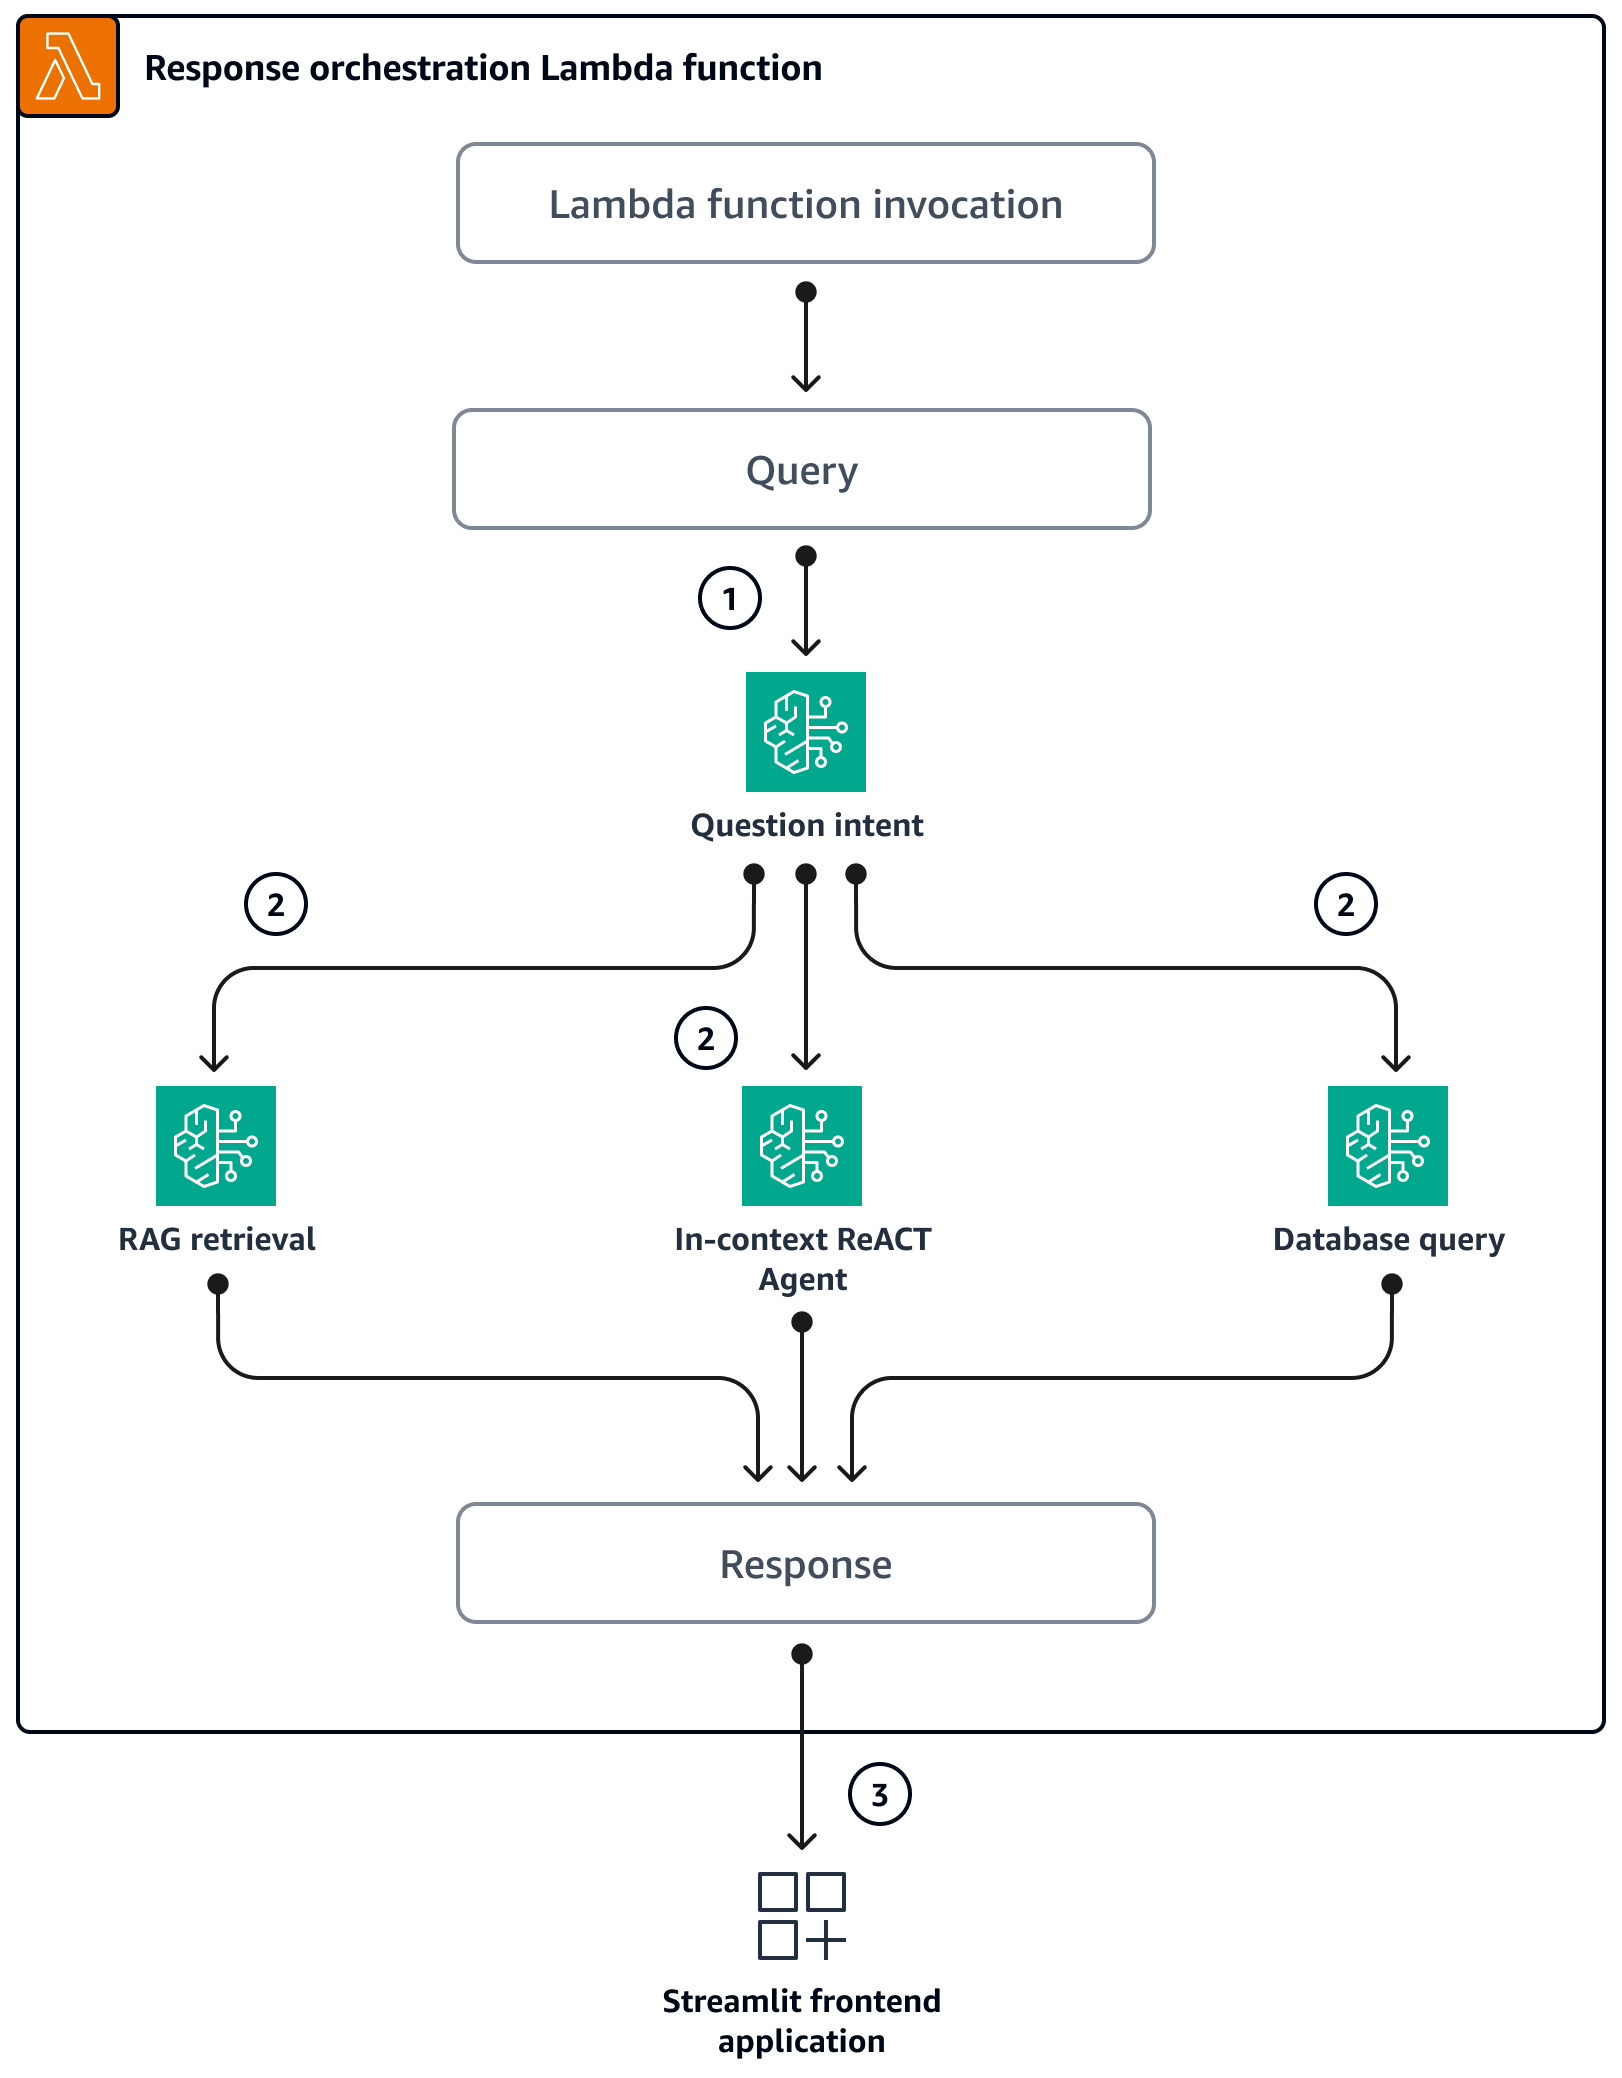 Response orchestration Lambda function
Lambda function invocation
Query
1
Question intent
2
2
2
RAG retrieval
In-context ReACT
Agent
Database query
Response
3
Streamlit frontend
application